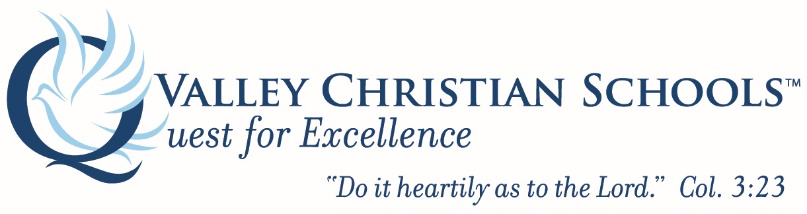 VALLEY CHRISTIAN SCHOOLS™
Quest for Excellence
"Do it heartily as to the Lord." Col. 3:23